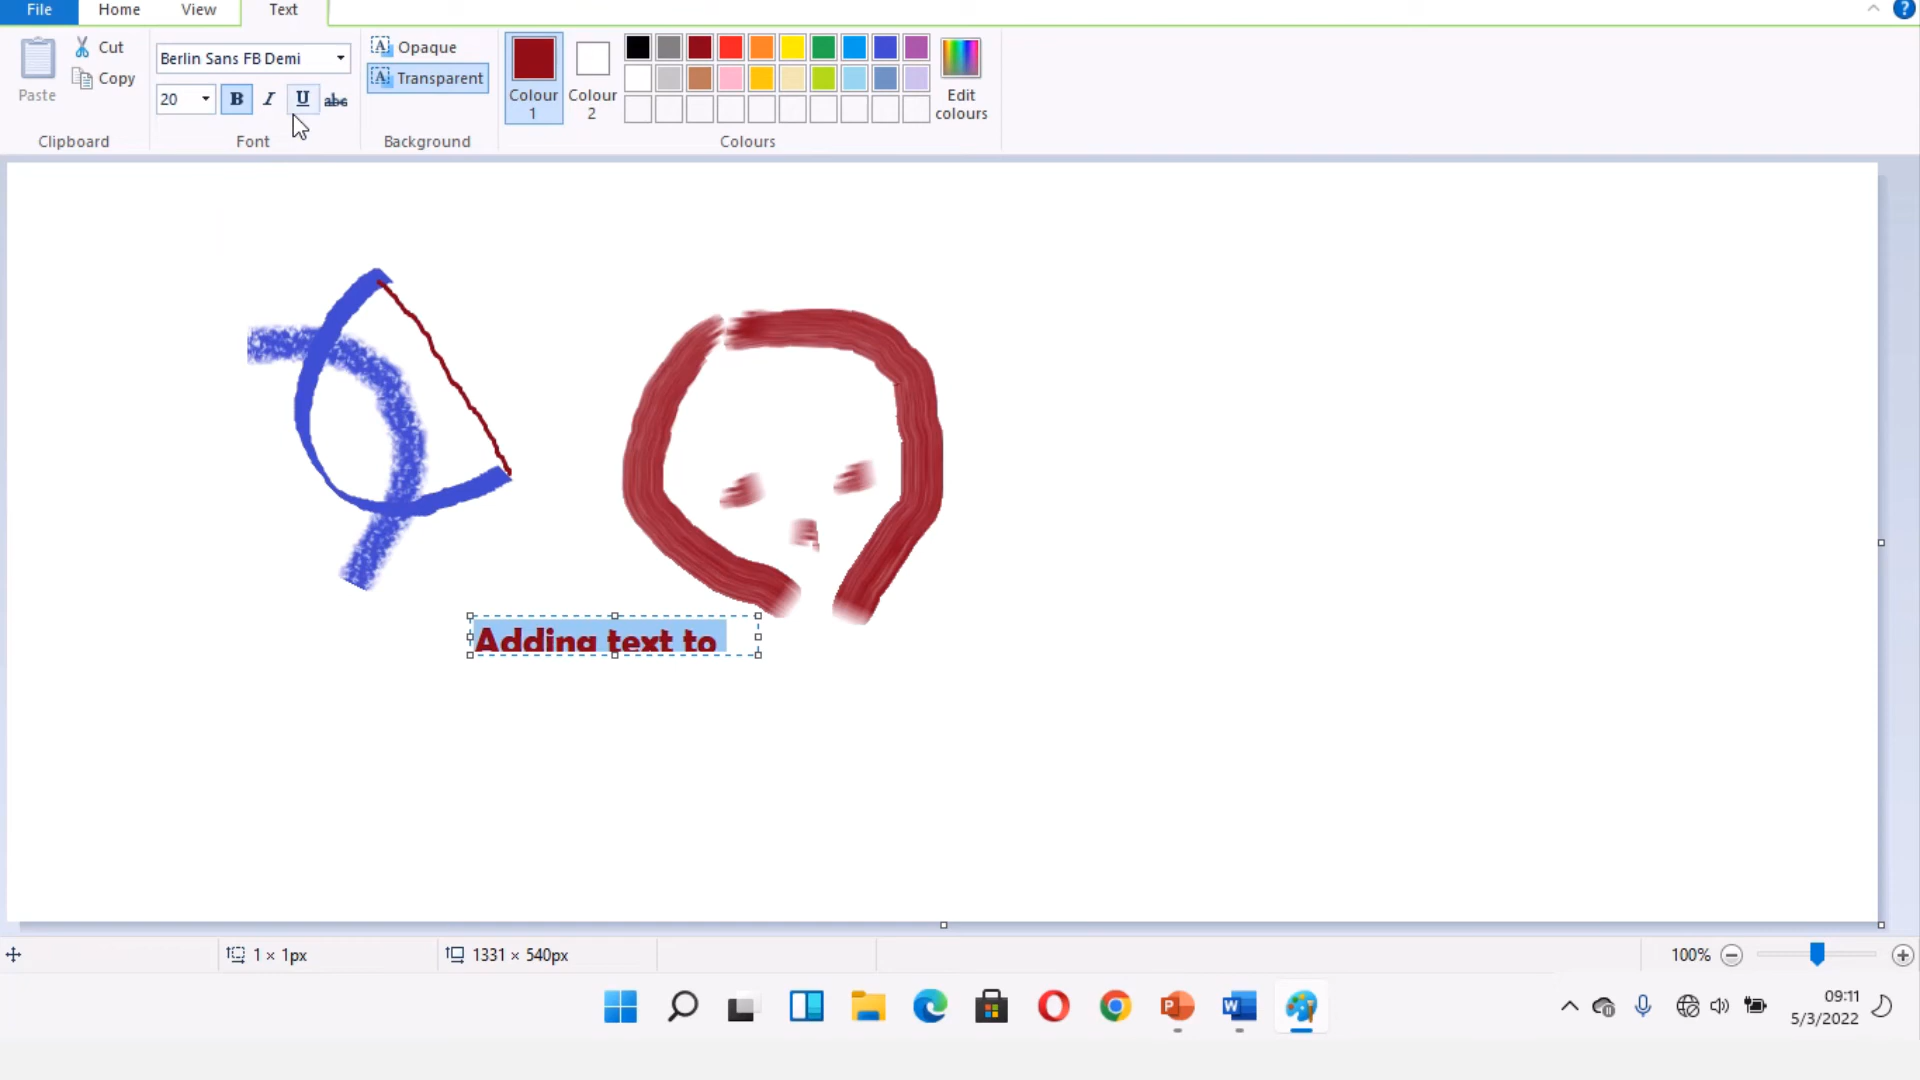 File Home View Text
Paste
Cut
Copy
Clipboard
Berlin Sans FB Demi
20 B I U abc
Font
Opaque
Transparent
Background
Colour 1
Colour 2
Edit colours
Colours
Adding text to
1 × 1px
1331 × 540px
100%
09:11
5/3/2022